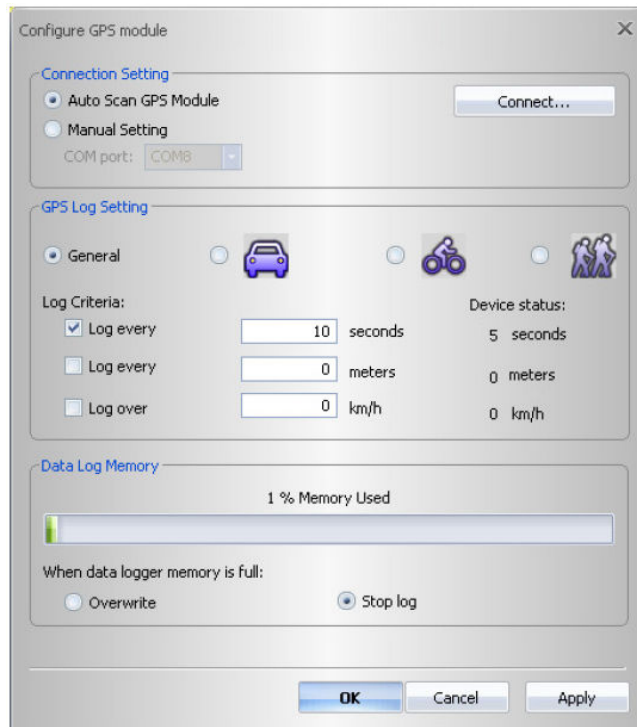 Configure GPS module
Connection Setting
Auto Scan GPS Module
Connect...
Manual Setting
COM port: COM8
GPS Log Setting
General
Log Criteria:
Device status:
Log every 10 seconds 5 seconds
Log every 0 meters 0 meters
Log over 0 km/h 0 km/h
Data Log Memory
1 % Memory Used
When data logger memory is full:
Overwrite Stop log
OK Cancel Apply